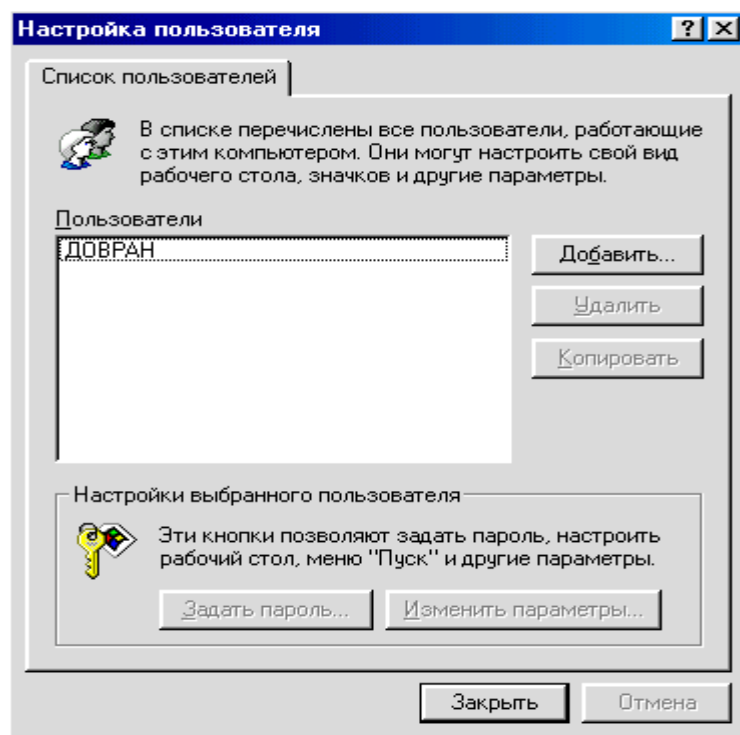 Настройка пользователя
Список пользователей
В списке перечислены все пользователи, работающие
с этим компьютером. Они могут настроить свой вид
рабочего стола, значков и другие параметры.
Пользователи
ДОВРАН
Добавить...
Удалить
Копировать
Настройки выбранного пользователя
Эти кнопки позволяют задать пароль, настроить
рабочий стол, меню "Пуск" и другие параметры.
Задать пароль...
Изменить параметры...
Закрыть
Отмена